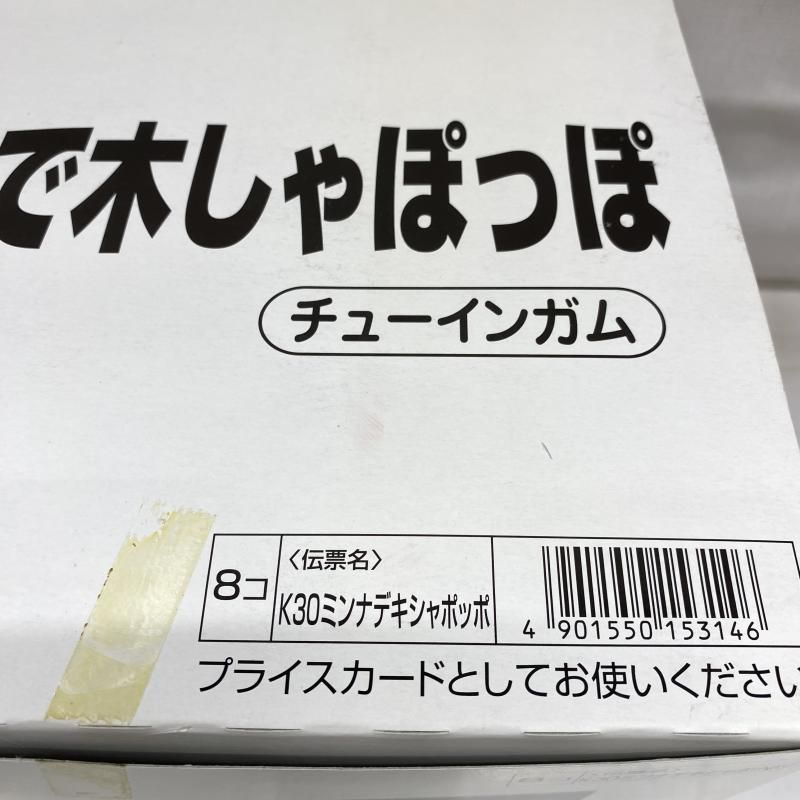 で木しゃぽっぽ
チューインガム
8コ
〈伝票名〉
K30ミンナデキシャポッポ
4 901550 153146
プライスカードとしてお使いください